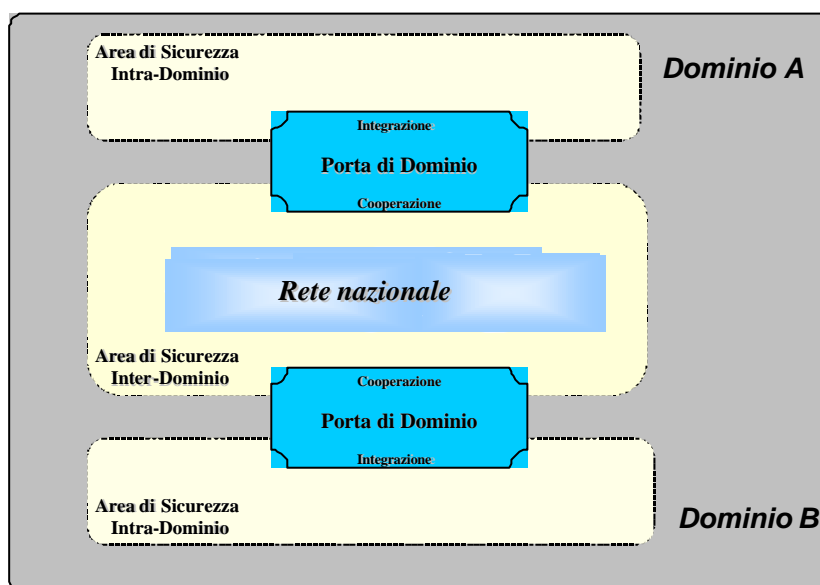 Area di Sicurezza
Intra-Dominio
Dominio A
Integrazione
Porta di Dominio
Cooperazione
Rete nazionale
Area di Sicurezza
Inter-Dominio
Cooperazione
Porta di Dominio
Integrazione
Area di Sicurezza
Intra-Dominio
Dominio B